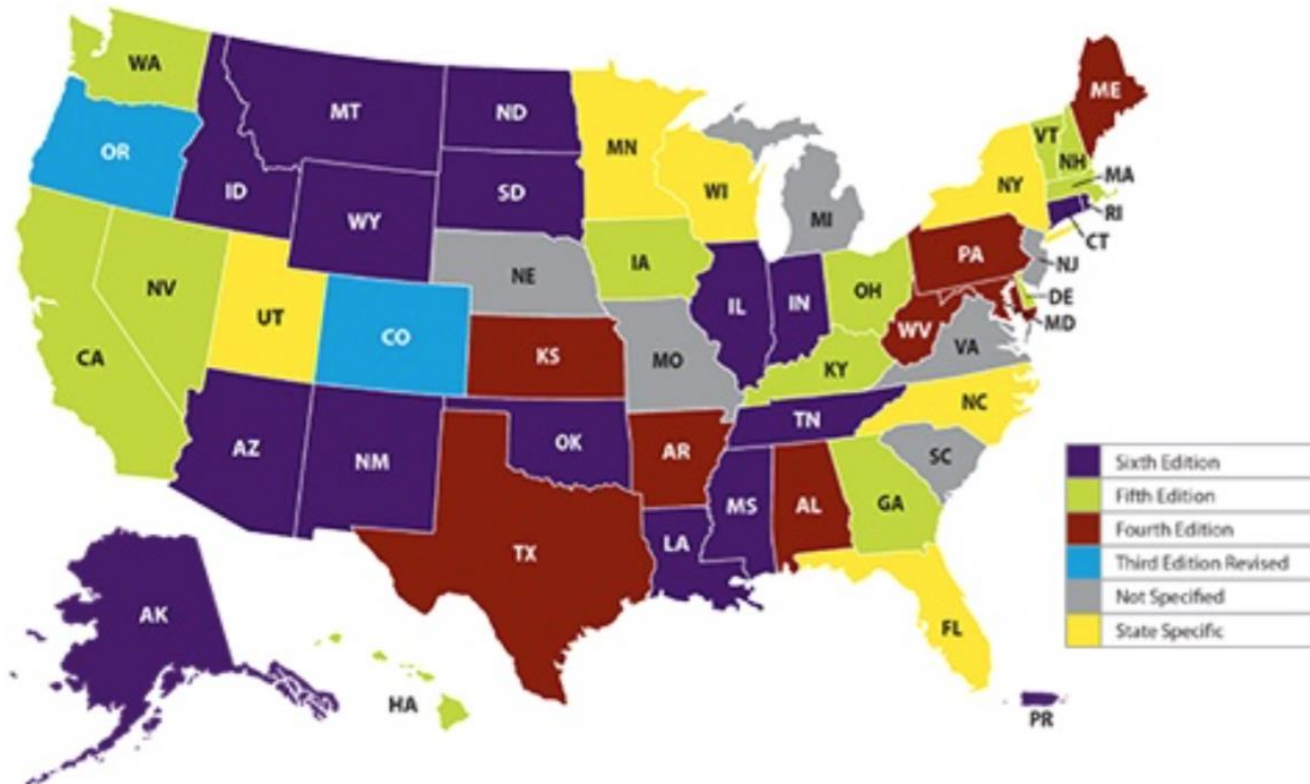 WA
MT
ND
MN
ME
OR
ID
SD
WI
VT
NH
NY
MA
WY
MI
RI
CT
NE
IA
PA
NJ
NV
UT
CO
IL
IN
OH
DE
MD
CA
KS
MO
WV
VA
KY
NC
TN
AZ
NM
OK
AR
SC
MS
AL
GA
TX
LA
AK
FL
HA
PR
Sixth Edition
Fifth Edition
Fourth Edition
Third Edition Revised
Not Specified
State Specific